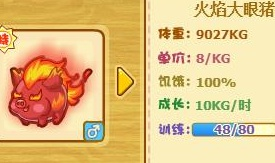 火焰大眼猪
体重: 9027KG
单价: 8/KG
饥饿: 100%
成长: 10KG/时
训练: 48/80